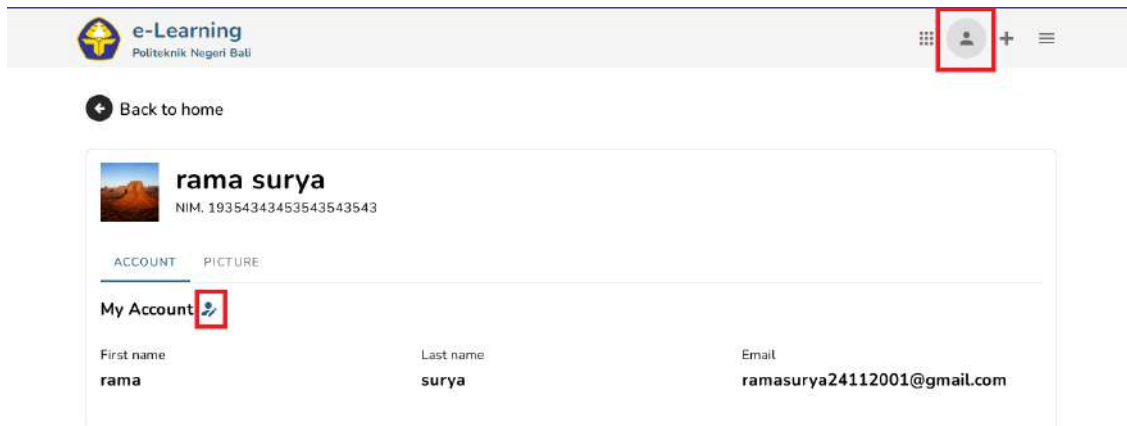 e-Learning
Politeknik Negeri Bali
Back to home
rama surya
NIM. 19354343453543543543
ACCOUNT PICTURE
My Account
First name Last name Email
rama surya ramasurya24112001@gmail.com